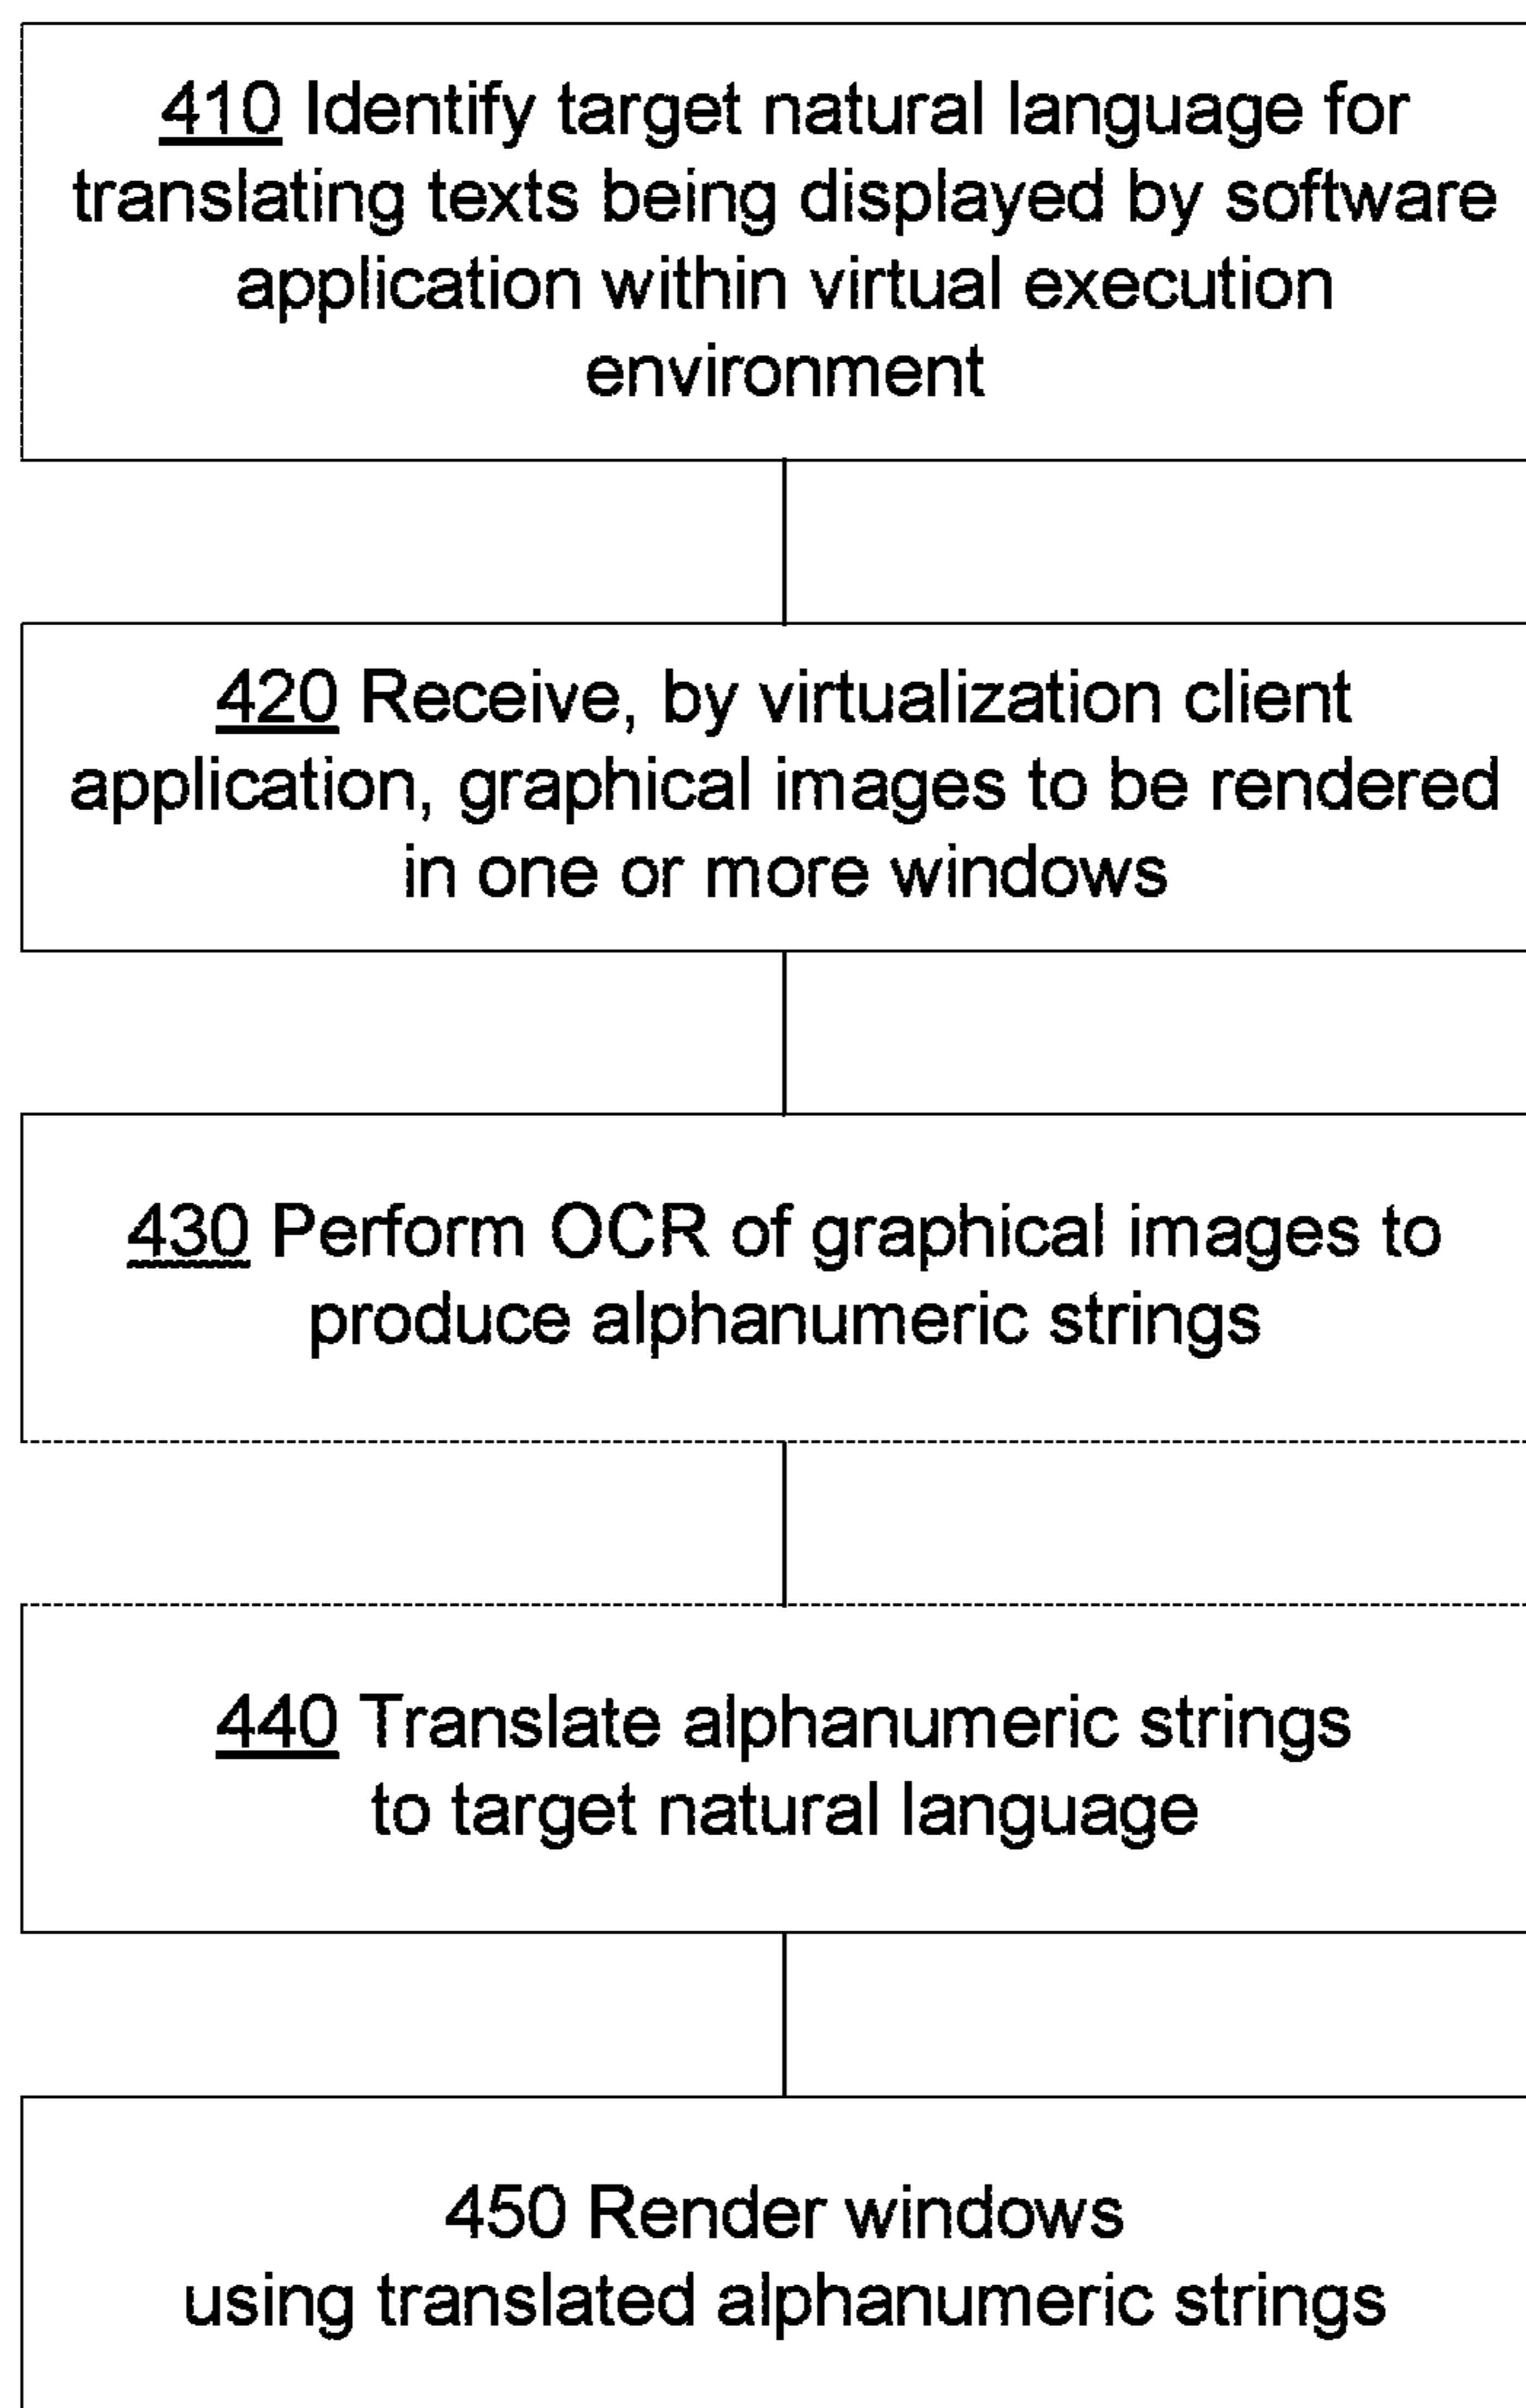 410 Identify target natural language for
translating texts being displayed by software
application within virtual execution
environment
420 Receive, by virtualization client
application, graphical images to be rendered
in one or more windows
430 Perform OCR of graphical images to
produce alphanumeric strings
440 Translate alphanumeric strings
to target natural language
450 Render windows
using translated alphanumeric strings